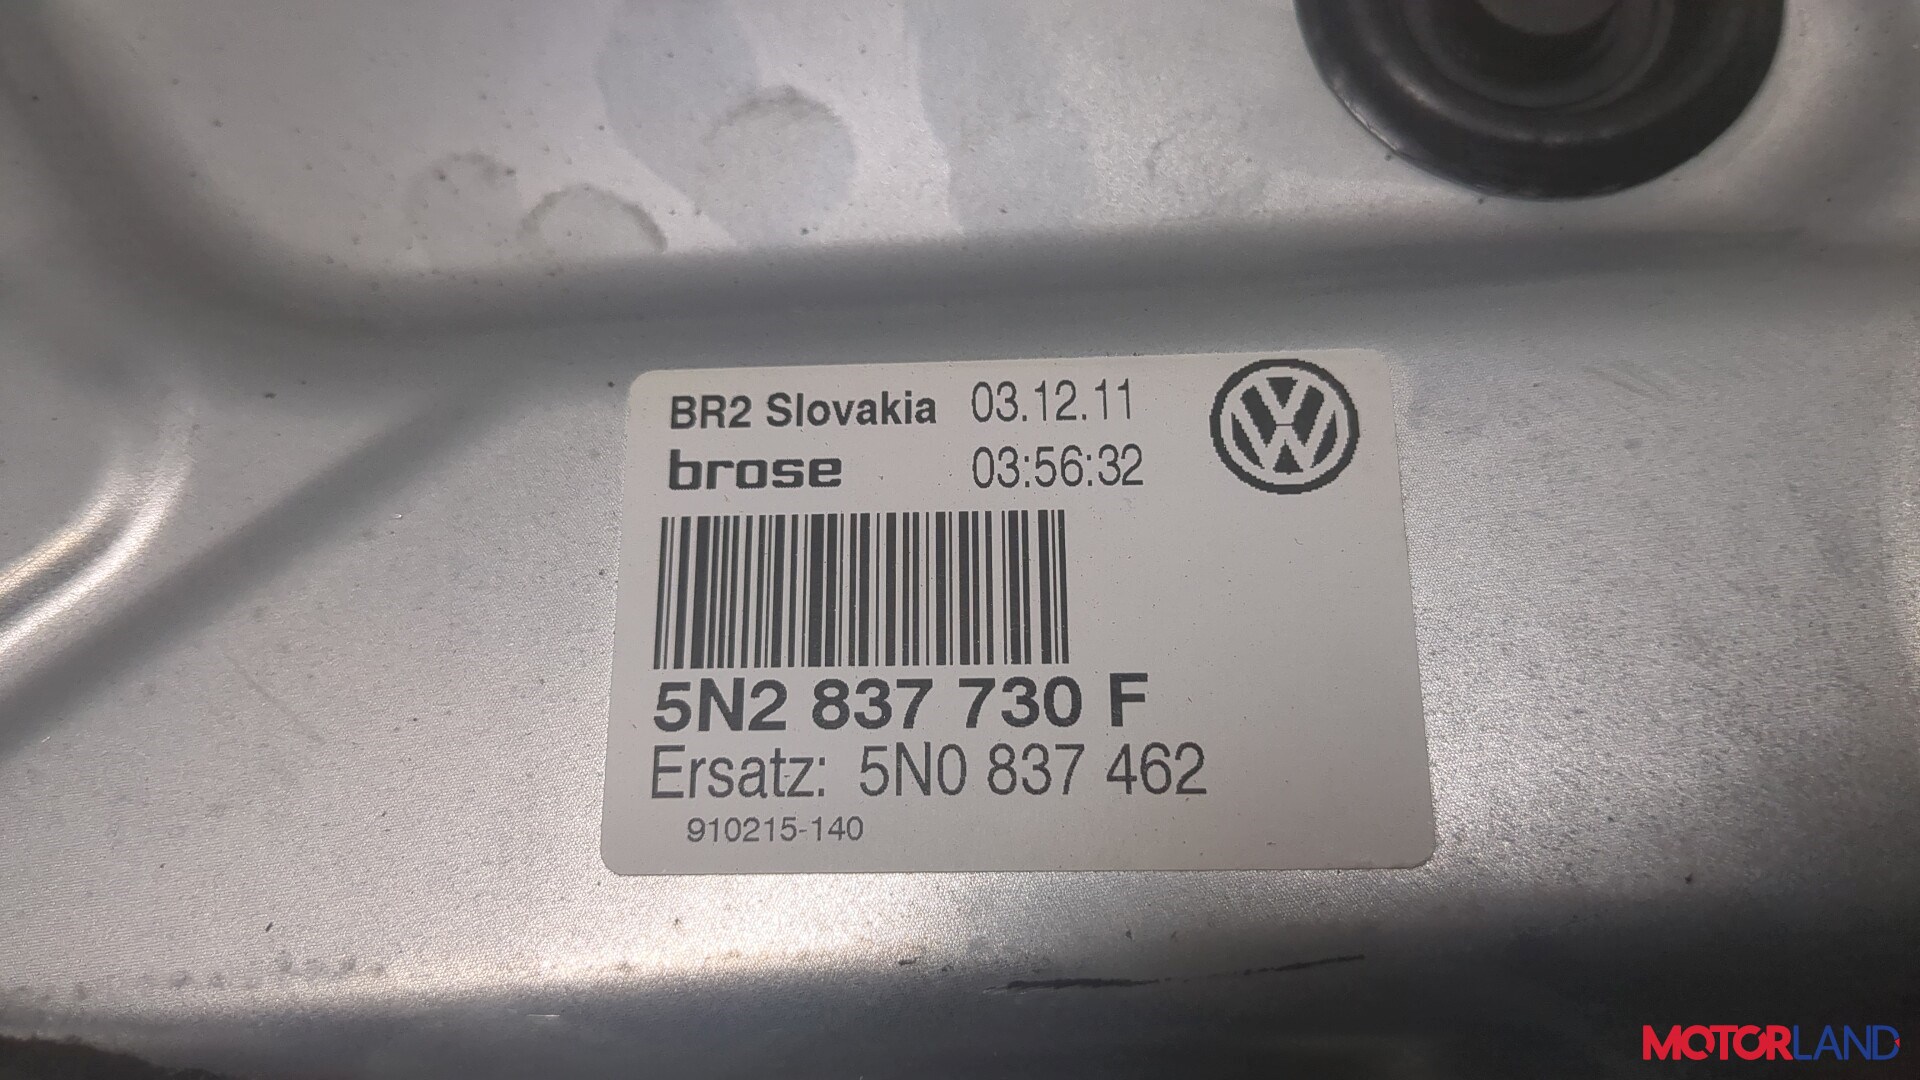 BR2 Slovakia 03.12.11
brose 03:56:32
5N2 837 730 F
Ersatz: 5N0 837 462
910215-140
MOTORLAND